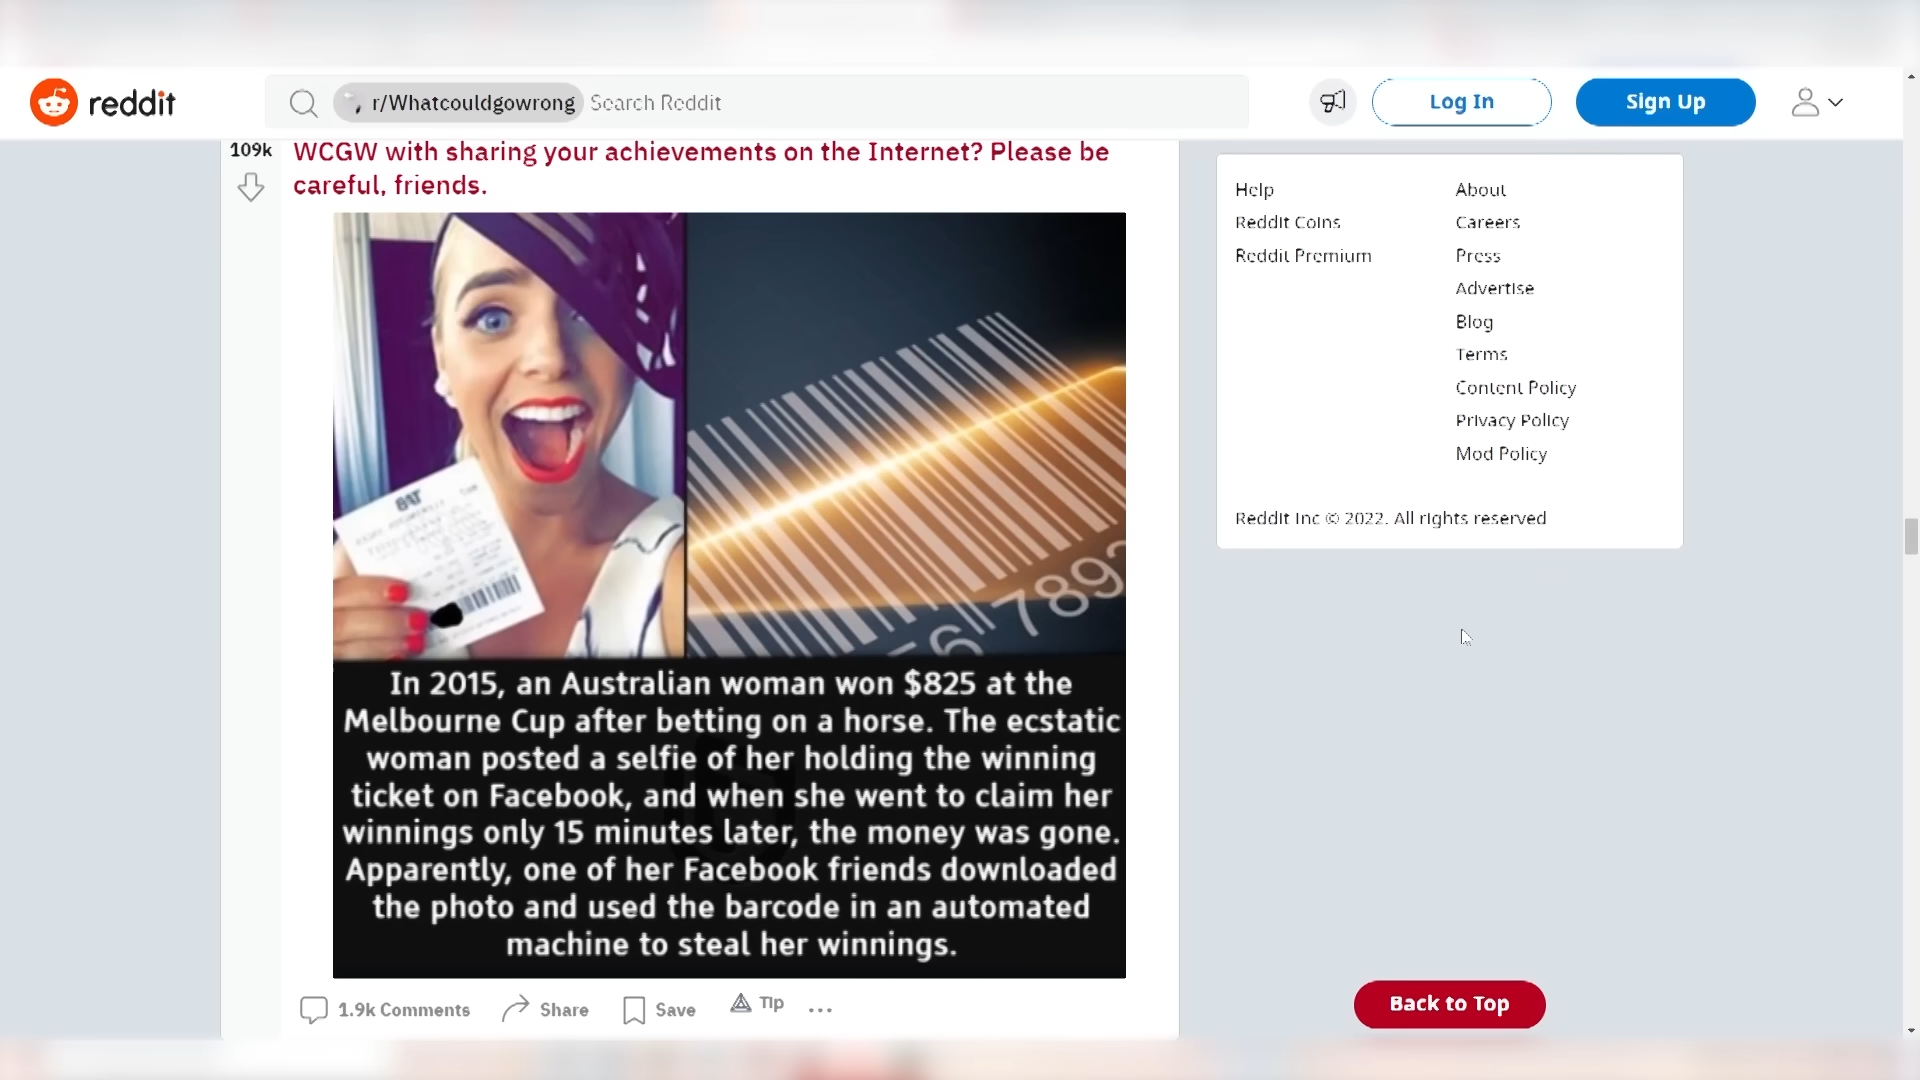 reddit
r/Whatcouldgowrong Search Reddit
Log In
Sign Up
109k
WCGW with sharing your achievements on the Internet? Please be
careful, friends.
In 2015, an Australian woman won $825 at the
Melbourne Cup after betting on a horse. The ecstatic
woman posted a selfie of her holding the winning
ticket on Facebook, and when she went to claim her
winnings only 15 minutes later, the money was gone.
Apparently, one of her Facebook friends downloaded
the photo and used the barcode in an automated
machine to steal her winnings.
6 789
1.9k Comments
Share
Save
Tip
Help
Reddit Coins
Reddit Premium
About
Careers
Press
Advertise
Blog
Terms
Content Policy
Privacy Policy
Mod Policy
Reddit Inc © 2022. All rights reserved
Back to Top